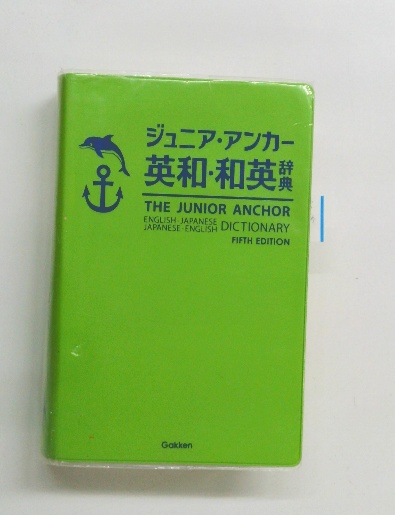 ジュニア・アンカー
英和・和英辞典
THE JUNIOR ANCHOR
ENGLISH-JAPANESE
JAPANESE-ENGLISH DICTIONARY
FIFTH EDITION
Gakken